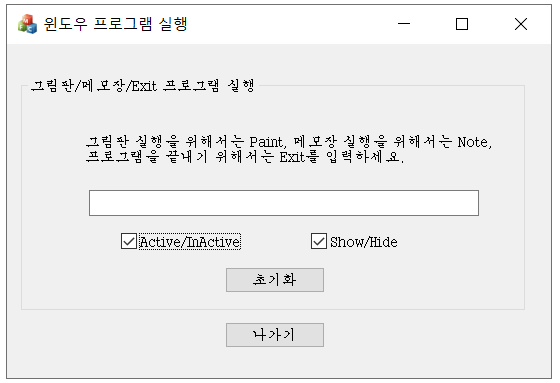 윈도우 프로그램 실행
그림판/메모장/Exit 프로그램 실행
그림판 실행을 위해서는 Paint, 메모장 실행을 위해서는 Note,
프로그램을 끝내기 위해서는 Exit를 입력하세요.
Active/InActive
Show/Hide
초기화
나가기